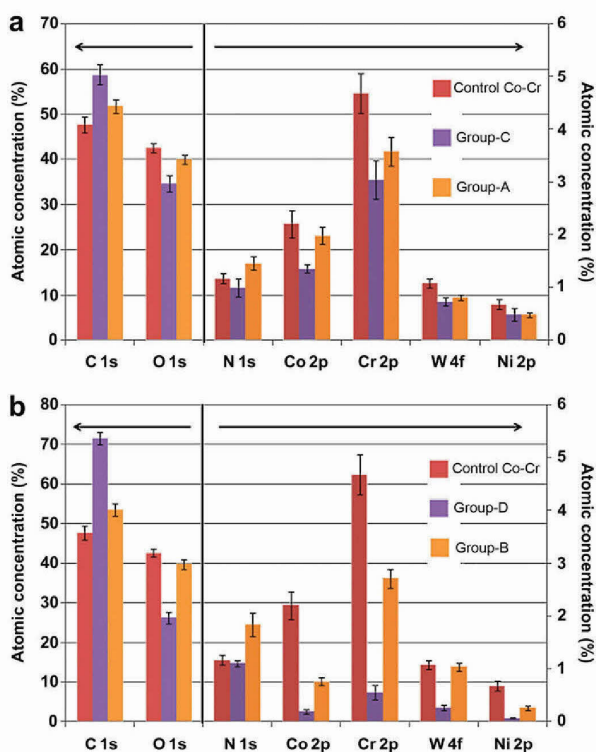 a
Atomic concentration (%)
70
60
50
40
30
20
10
0
6
5
4
3
2
1
0
Atomic concentration (%)
Control Co-Cr
Group-C
Group-A
C 1s O 1s N 1s Co 2p Cr 2p W 4f Ni 2p
b
Atomic concentration (%)
80
70
60
50
40
30
20
10
0
6
5
4
3
2
1
0
Atomic concentration (%)
Control Co-Cr
Group-D
Group-B
C 1s O 1s N 1s Co 2p Cr 2p W 4f Ni 2p